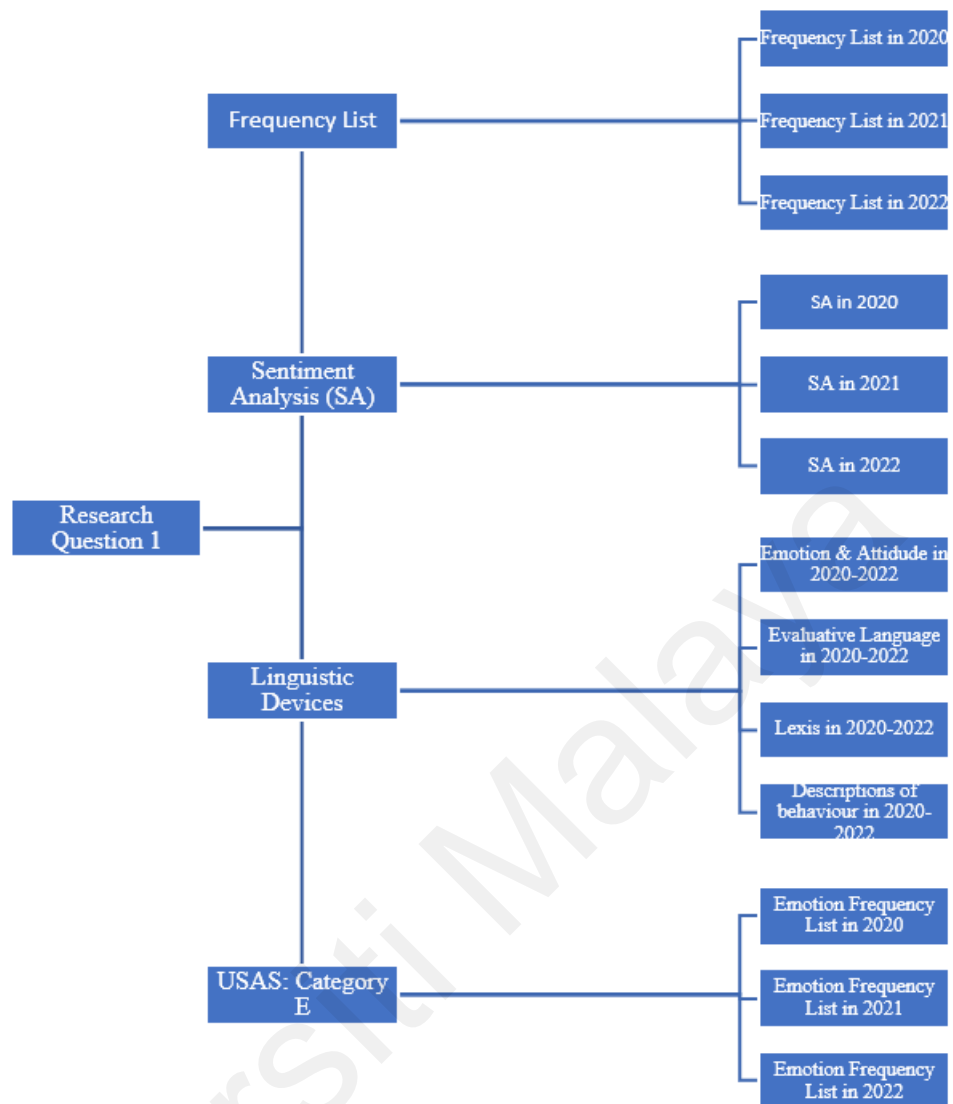 Frequency List in 2020
Frequency List
Frequency List in 2021
Frequency List in 2022
SA in 2020
Sentiment
Analysis (SA)
SA in 2021
SA in 2022
Research
Question 1
Emotion & Attidude in
2020-2022
Evaluative Language
in 2020-2022
Linguistic
Devices
Lexis in 2020-2022
Descriptions of
behaviour in 2020-
2022
Emotion Frequency
List in 2020
USAS: Category
E
Emotion Frequency
List in 2021
Emotion Frequency
List in 2022
rsiti Malaya